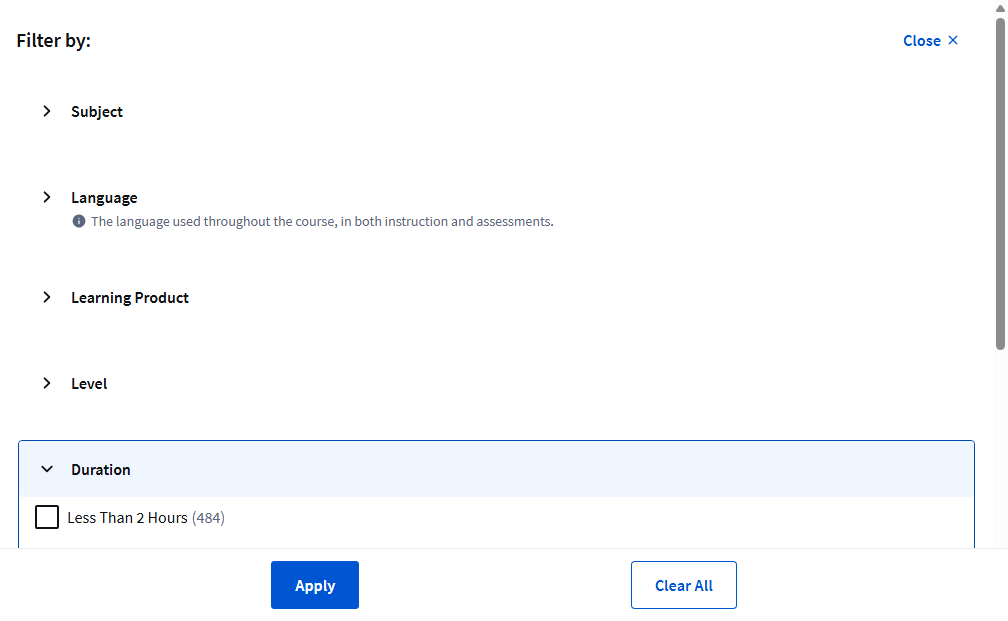 Filter by:
Close ×
Subject
Language
The language used throughout the course, in both instruction and assessments.
Learning Product
Level
Duration
Less Than 2 Hours (484)
Apply
Clear All